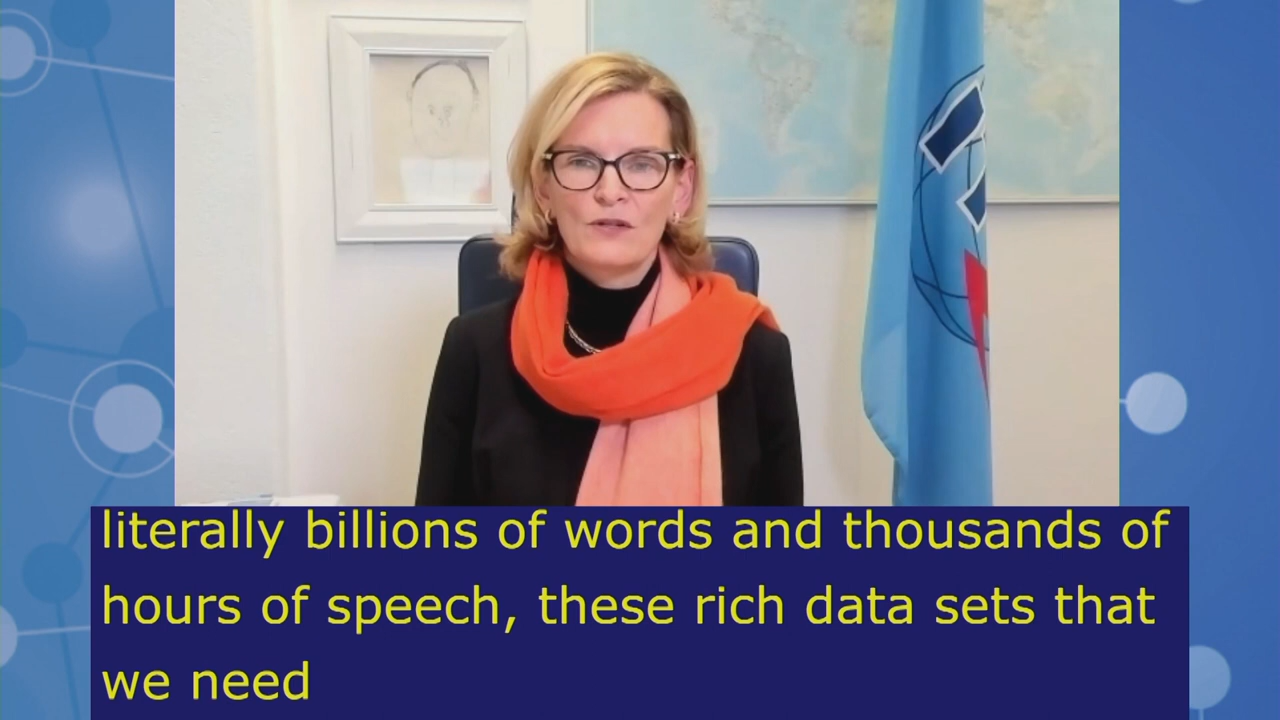 literally billions of words and thousands of
hours of speech, these rich data sets that
we need